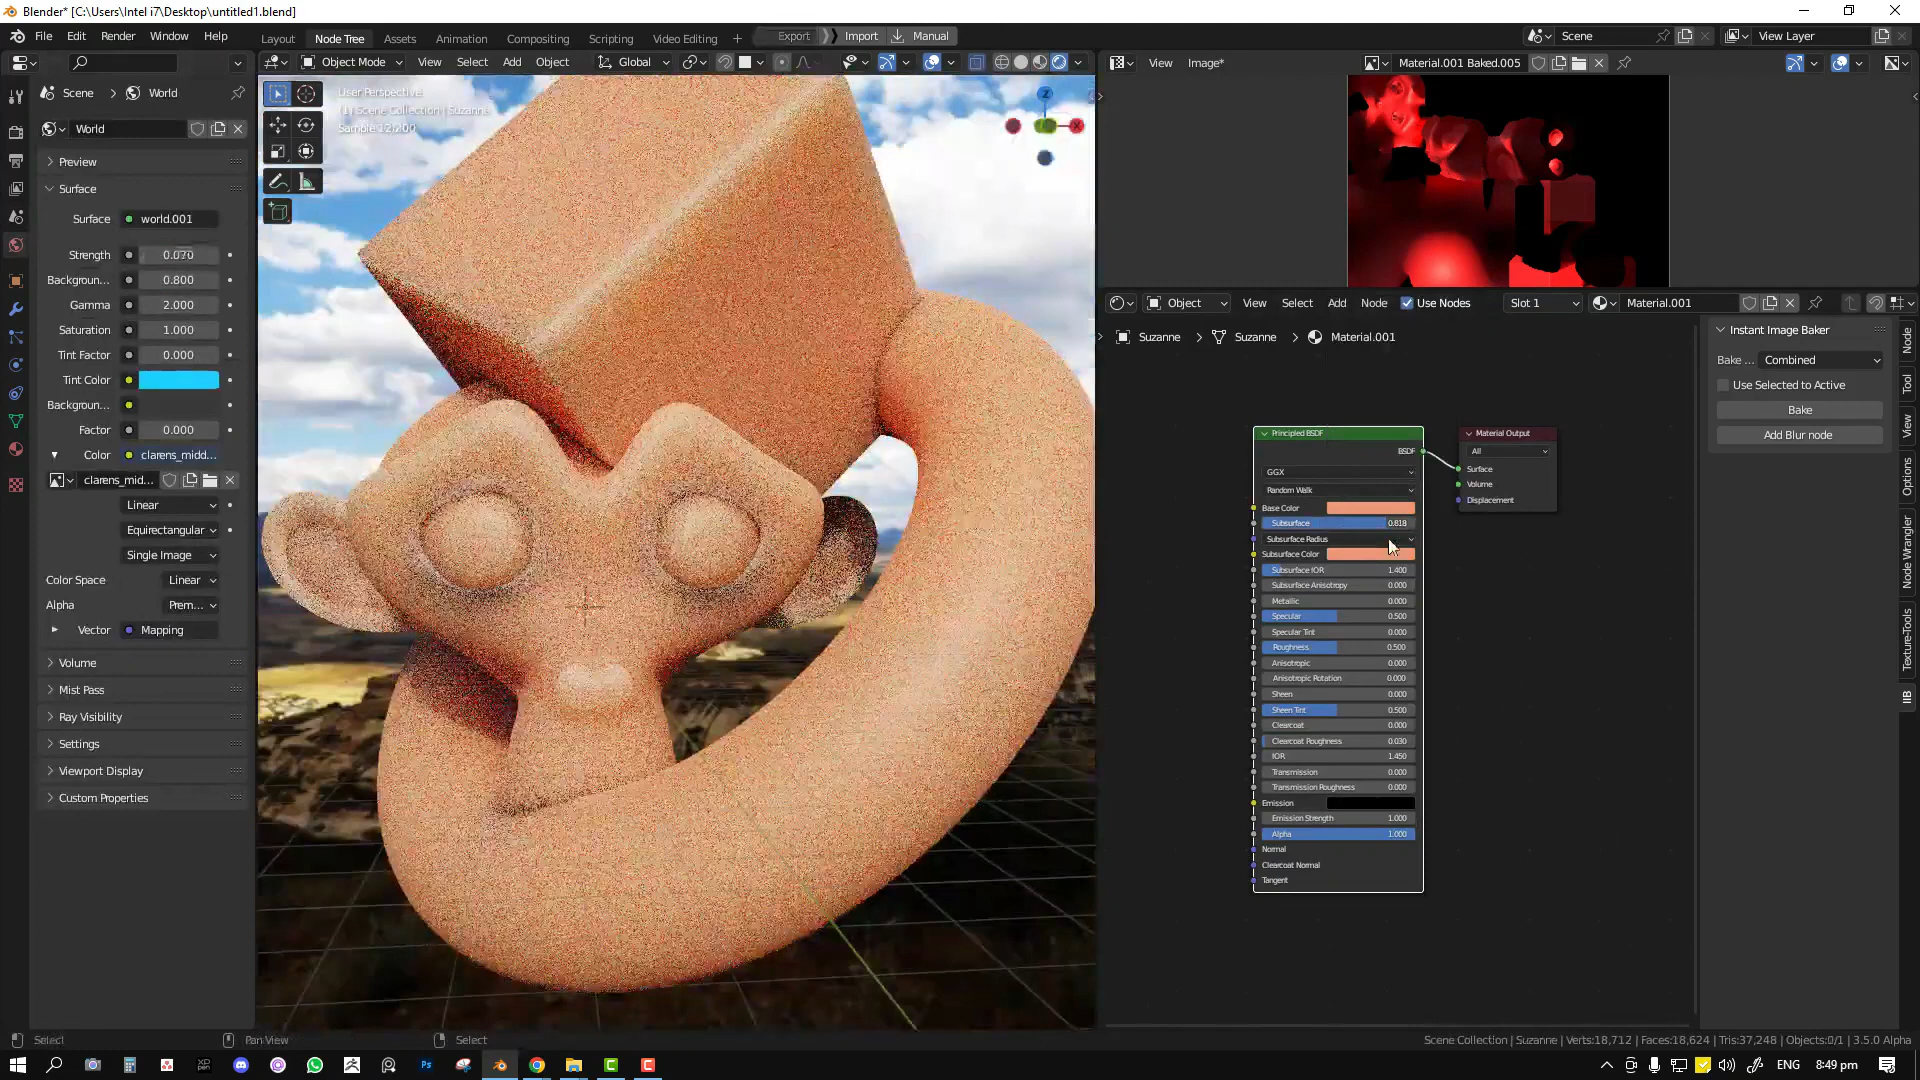 Blender* [C:\Users\Intel i7\Desktop\untitled1.blend]
File Edit Render Window Help
Layout Node Tree Assets Animation Compositing Scripting Video Editing + Export Import Manual
Scene View Layer
Object Mode View Select Add Object Global
View Image* Material.001 Baked.005
Scene > World
World
Preview
Surface
Surface world.001
Strength 0.070
Backgroun... 0.800
Gamma 2.000
Saturation 1.000
Tint Factor 0.000
Tint Color
Backgroun...
Factor 0.000
Color clarens_midd...
clarens_mid...
Linear
Equirectangular
Single Image
Color Space Linear
Alpha Prem...
Vector Mapping
Volume
Mist Pass
Ray Visibility
Settings
Viewport Display
Custom Properties
User Perspective
(1) Scene Collection | Suzanne
Z
X
Object View Select Add Node Use Nodes Slot 1 Material.001
Suzanne > Suzanne > Material.001
Principled BSDF
BSDF
GGX
Random Walk
Base Color
Subsurface 0.818
Subsurface Radius
Subsurface Color
Subsurface IOR 1.400
Subsurface Anisotropy 0.000
Metallic 0.000
Specular 0.500
Specular Tint 0.000
Roughness 0.500
Anisotropic 0.000
Anisotropic Rotation 0.000
Sheen 0.000
Sheen Tint 0.500
Clearcoat 0.000
Clearcoat Roughness 0.030
IOR 1.450
Transmission 0.000
Transmission Roughness 0.000
Emission
Emission Strength 1.000
Alpha 1.000
Normal
Clearcoat Normal
Tangent
Material Output
All
Surface
Volume
Displacement
Instant Image Baker
Bake ... Combined
Use Selected to Active
Bake
Add Blur node
Node
Tool
View
Options
Node Wrangler
Texture-Tools
IIB
Select Pan View Select
Scene Collection | Suzanne | Verts:18,712 | Faces:18,624 | Tris:37,248 | Objects:0/1 | 3.5.0 Alpha
XP PEN
Ps
ENG 8:49 pm